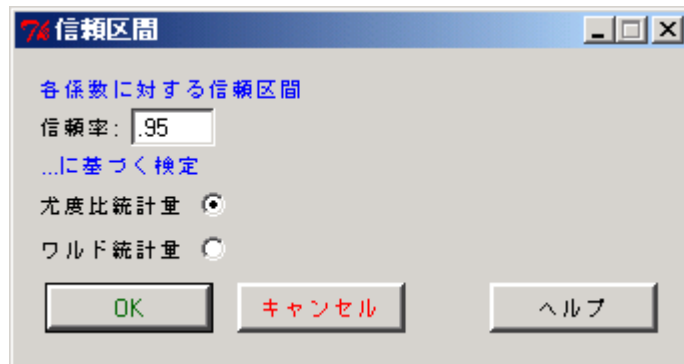 信頼区間
各係数に対する信頼区間
信頼率: .95
...に基づく検定
尤度比統計量
ワルド統計量
OK キャンセル ヘルプ